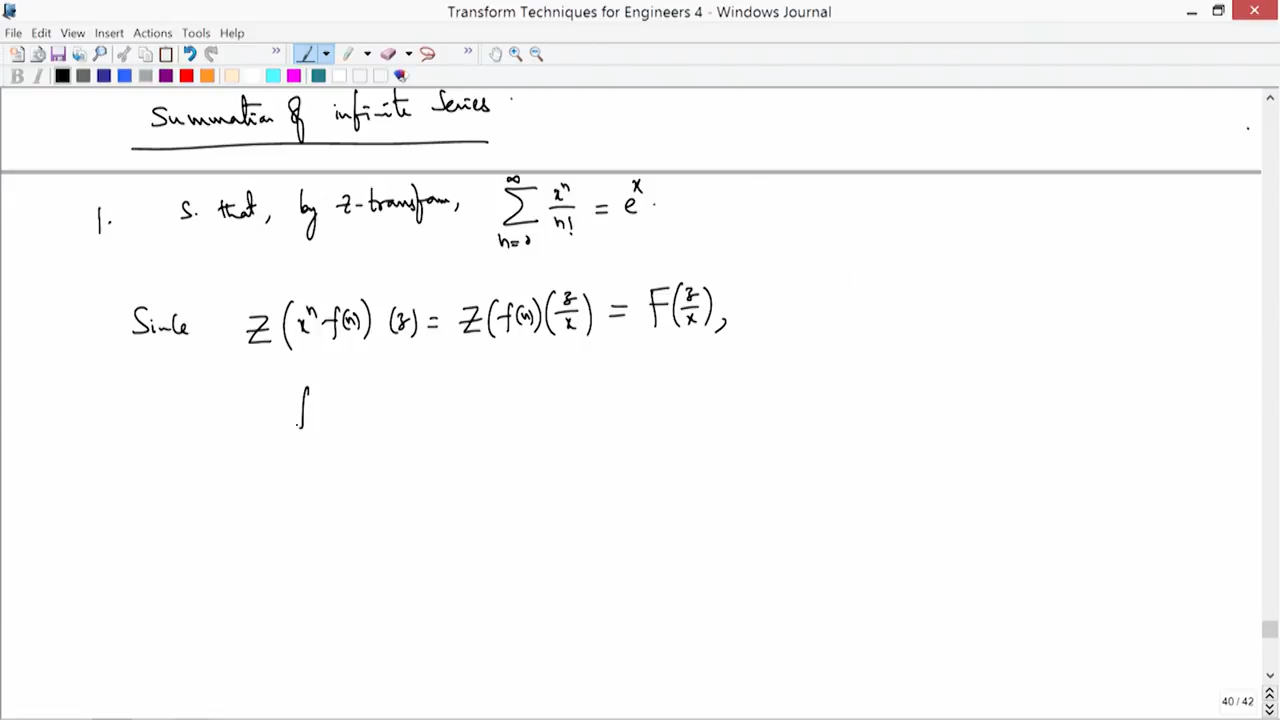 Transform Techniques for Engineers 4 - Windows Journal
File Edit View Insert Actions Tools Help
Summation of infinite Series.
1. S. that, by Z-transform, ∑_{n=0}^{∞} x^n/n! = e^x.
Since Z(x^n f(n))(z) = Z(f(n))(z/x) = F(z/x),
∫
40 / 42